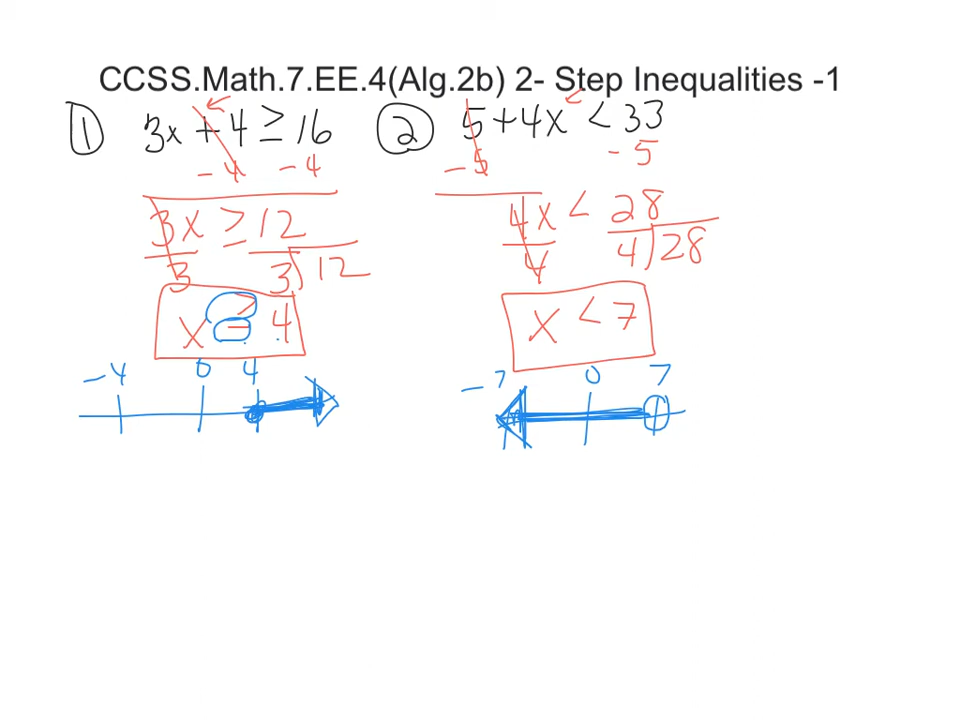 CCSS.Math.7.EE.4(Alg.2b) 2- Step Inequalities -1
① 3x + 4 ≥ 16
- 4 - 4
3x ≥ 12
3 3)12
x ≥ 4
-4 0 4
② 5 + 4x < 33
- 5 - 5
4x < 28
4 4)28
x < 7
-7 0 7